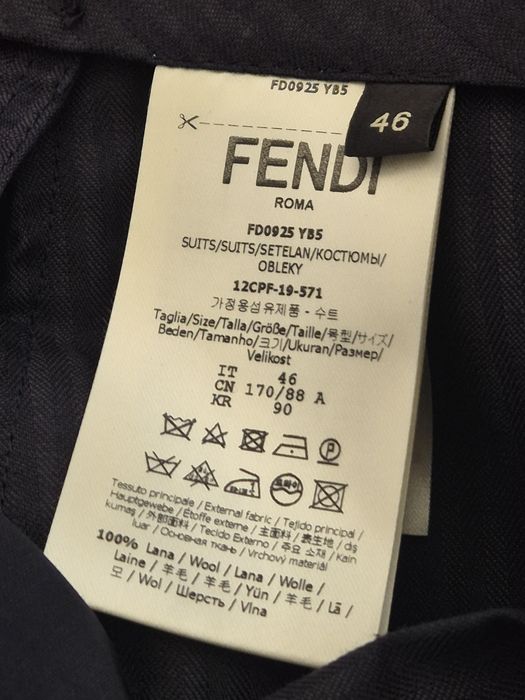 FD0925 YB5
46
FENDI
ROMA
FD0925 YB5
SUITS/SUITS/SETELAN/КОСТЮМЫ/
OBLEKY
12CPF-19-571
가정용섬유제품 - 수트
Taglia/Size/Talla/Größe/Taille/号型/サイズ/
Beden/Tamanho/크기/Ukuran/Размер/
Velikost
IT 46
CN 170/88 A
KR 90
P
드라이
Tessuto principale / External fabric / Tejido principal /
Hauptgewebe / Étoffe externe / 主面料 / 表生地 / dış
kumaş / 外部面料 / Tecido Externo / 주요 소재 / Kain
luar / Основная ткань / Vrchový materiál
100% Lana / Wool / Lana / Wolle /
Laine / 羊毛 / 羊毛 / Yün / 羊毛 / Lã /
모 / Wol / Шерсть / Vlna